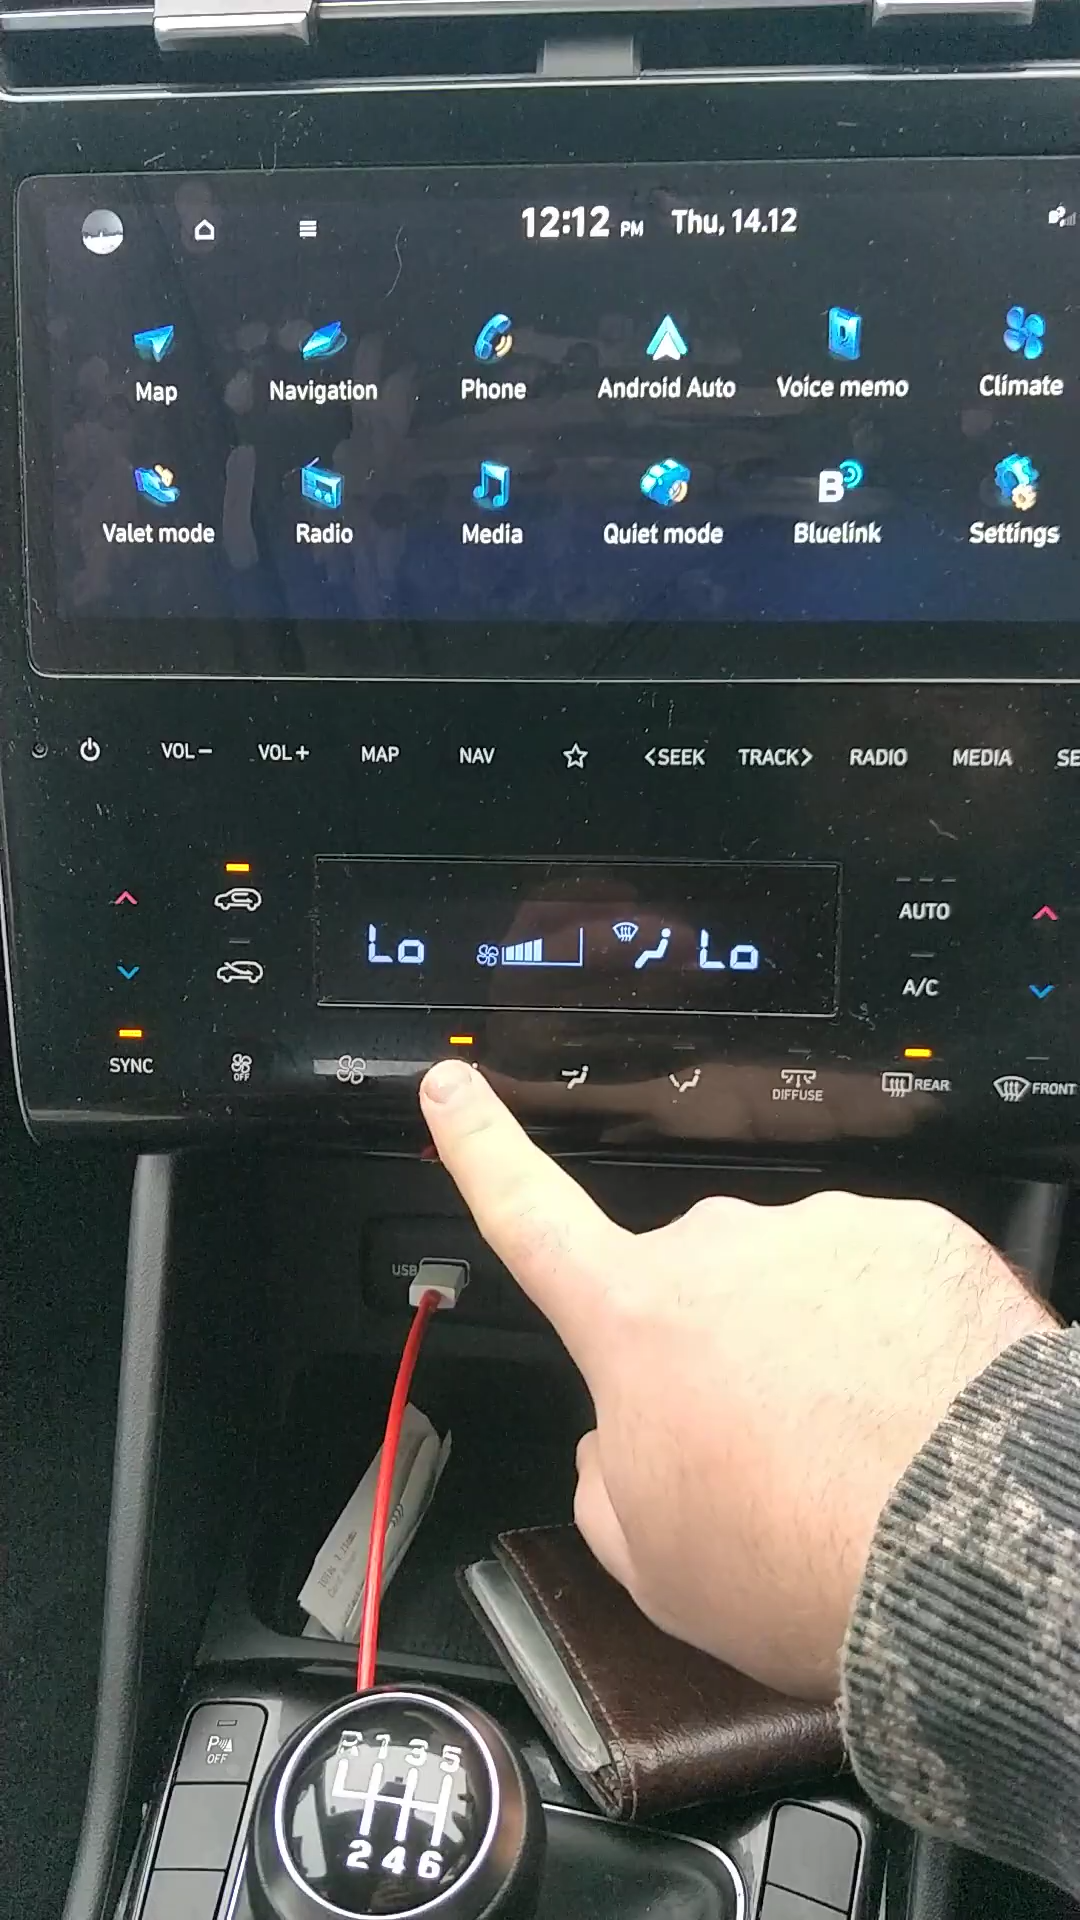 12:12 PM Thu, 14.12
Map Navigation Phone Android Auto Voice memo Climate
Valet mode Radio Media Quiet mode Bluelink Settings
VOL− VOL+ MAP NAV <SEEK TRACK> RADIO MEDIA SE
AUTO
Lo Lo
A/C
SYNC OFF DIFFUSE REAR FRONT
USB
P OFF
R 1 3 5
2 4 6